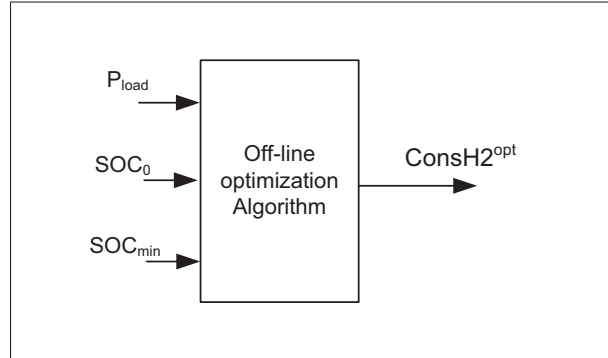 P_load
SOC_0
SOC_min
Off-line
optimization
Algorithm
ConsH2^opt